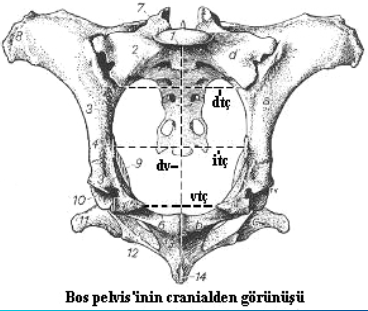 7.
8
1.
2
d
3
dtç
5
4
9
itç
dv
vtç
10
11
6
b
12
14
Bos pelvis'inin cranialden görünüşü